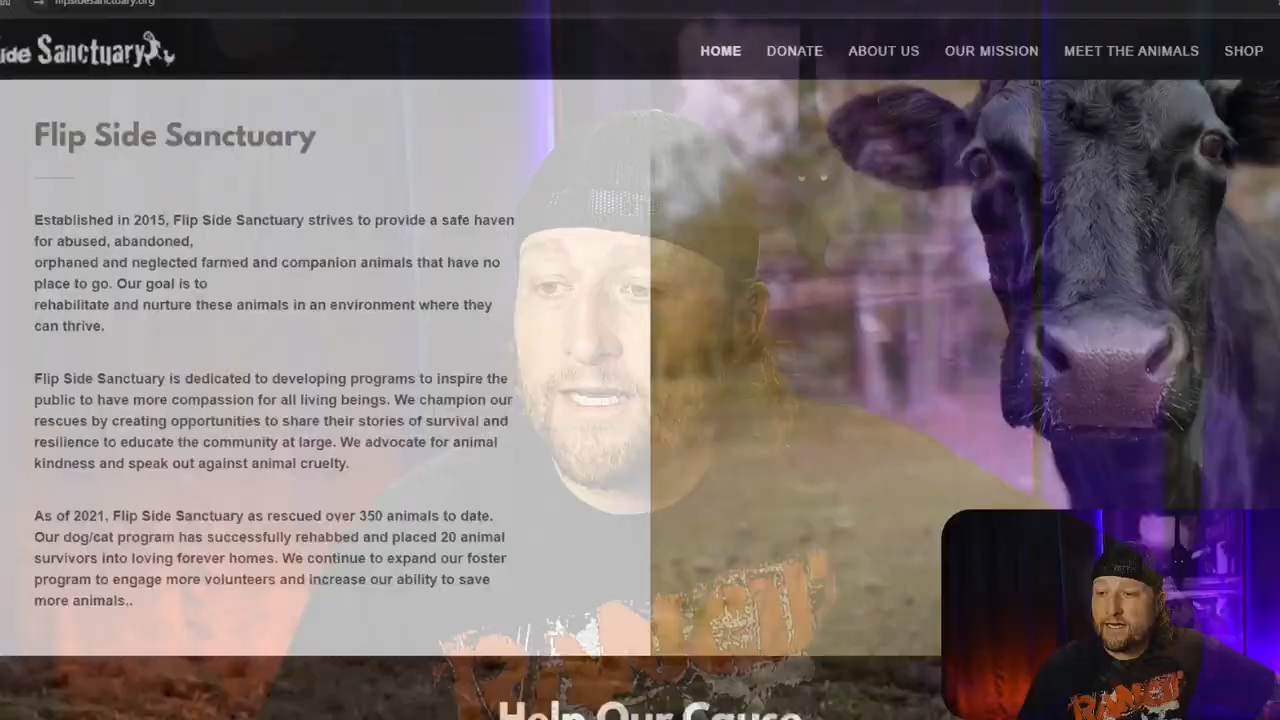 flipsidesanctuary.org
ide Sanctuary
HOME DONATE ABOUT US OUR MISSION MEET THE ANIMALS SHOP
Flip Side Sanctuary
Established in 2015, Flip Side Sanctuary strives to provide a safe haven
for abused, abandoned,
orphaned and neglected farmed and companion animals that have no
place to go. Our goal is to
rehabilitate and nurture these animals in an environment where they
can thrive.
Flip Side Sanctuary is dedicated to developing programs to inspire the
public to have more compassion for all living beings. We champion our
rescues by creating opportunities to share their stories of survival and
resilience to educate the community at large. We advocate for animal
kindness and speak out against animal cruelty.
As of 2021, Flip Side Sanctuary as rescued over 350 animals to date.
Our dog/cat program has successfully rehabbed and placed 20 animal
survivors into loving forever homes. We continue to expand our foster
program to engage more volunteers and increase our ability to save
more animals..
Help Our Cause
RANCID